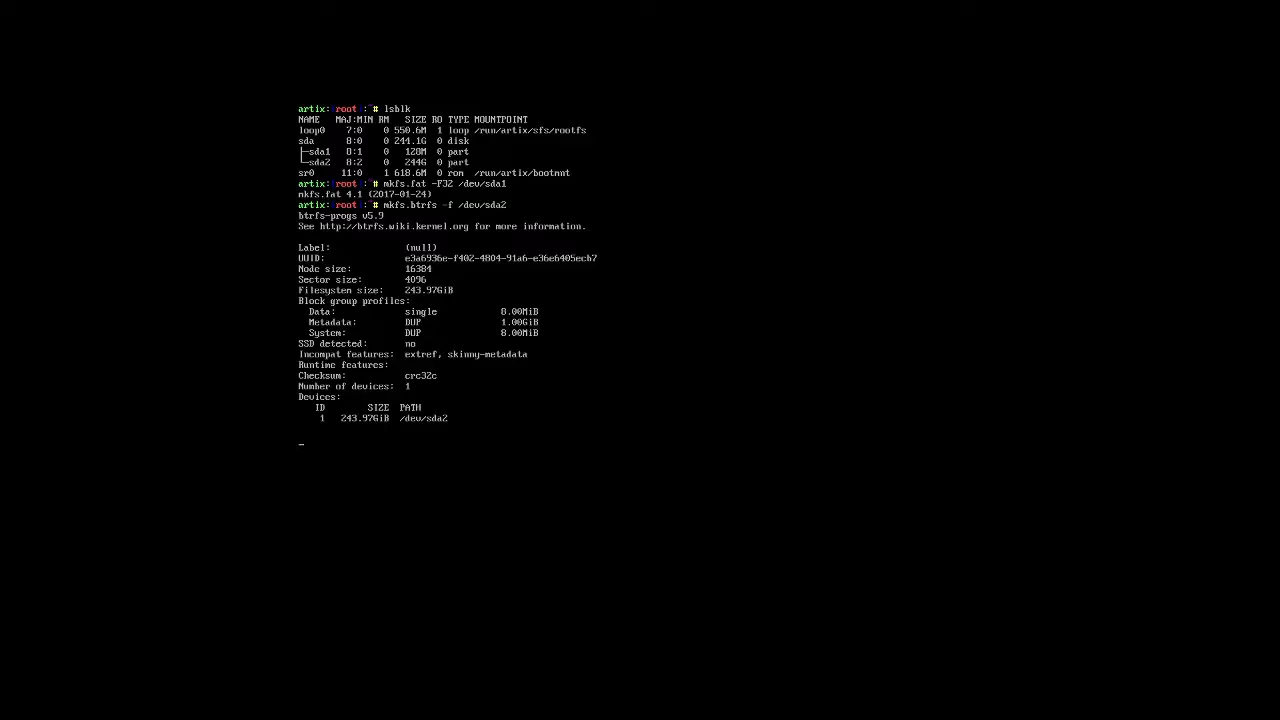 artix:[root]:~# lsblk
NAME   MAJ:MIN RM   SIZE RO TYPE MOUNTPOINT
loop0    7:0    0 550.6M  1 loop /run/artix/sfs/rootfs
sda      8:0    0 244.1G  0 disk
├─sda1   8:1    0   128M  0 part
└─sda2   8:2    0   244G  0 part
sr0     11:0    1 618.6M  0 rom  /run/artix/bootmnt
artix:[root]:~# mkfs.fat -F32 /dev/sda1
mkfs.fat 4.1 (2017-01-24)
artix:[root]:~# mkfs.btrfs -f /dev/sda2
btrfs-progs v5.9
See http://btrfs.wiki.kernel.org for more information.
Label:              (null)
UUID:               e3a6936e-f402-4804-91a6-e36e6405ecb7
Node size:          16384
Sector size:        4096
Filesystem size:    243.97GiB
Block group profiles:
  Data:             single            8.00MiB
  Metadata:         DUP               1.00GiB
  System:           DUP               8.00MiB
SSD detected:       no
Incompat features:  extref, skinny-metadata
Runtime features:
Checksum:           crc32c
Number of devices:  1
Devices:
   ID        SIZE  PATH
    1   243.97GiB  /dev/sda2